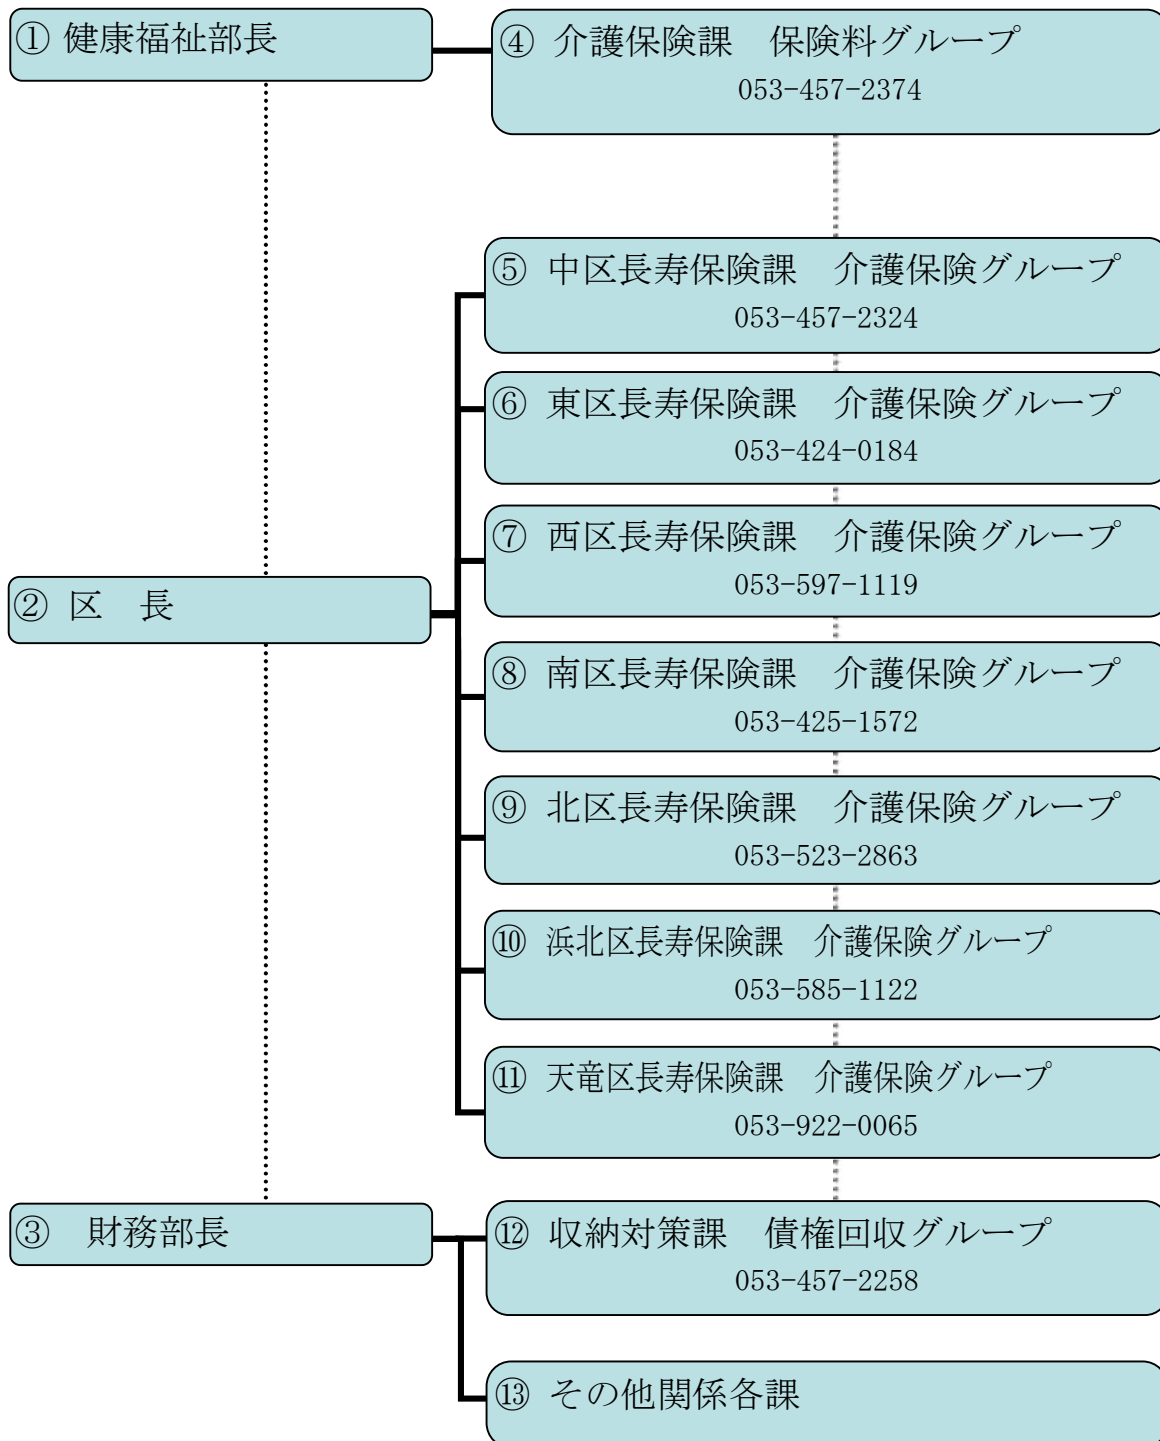 ① 健康福祉部長
④ 介護保険課　保険料グループ
053-457-2374
⑤ 中区長寿保険課　介護保険グループ
053-457-2324
⑥ 東区長寿保険課　介護保険グループ
053-424-0184
⑦ 西区長寿保険課　介護保険グループ
053-597-1119
② 区　長
⑧ 南区長寿保険課　介護保険グループ
053-425-1572
⑨ 北区長寿保険課　介護保険グループ
053-523-2863
⑩ 浜北区長寿保険課　介護保険グループ
053-585-1122
⑪ 天竜区長寿保険課　介護保険グループ
053-922-0065
③　財務部長
⑫ 収納対策課　債権回収グループ
053-457-2258
⑬ その他関係各課